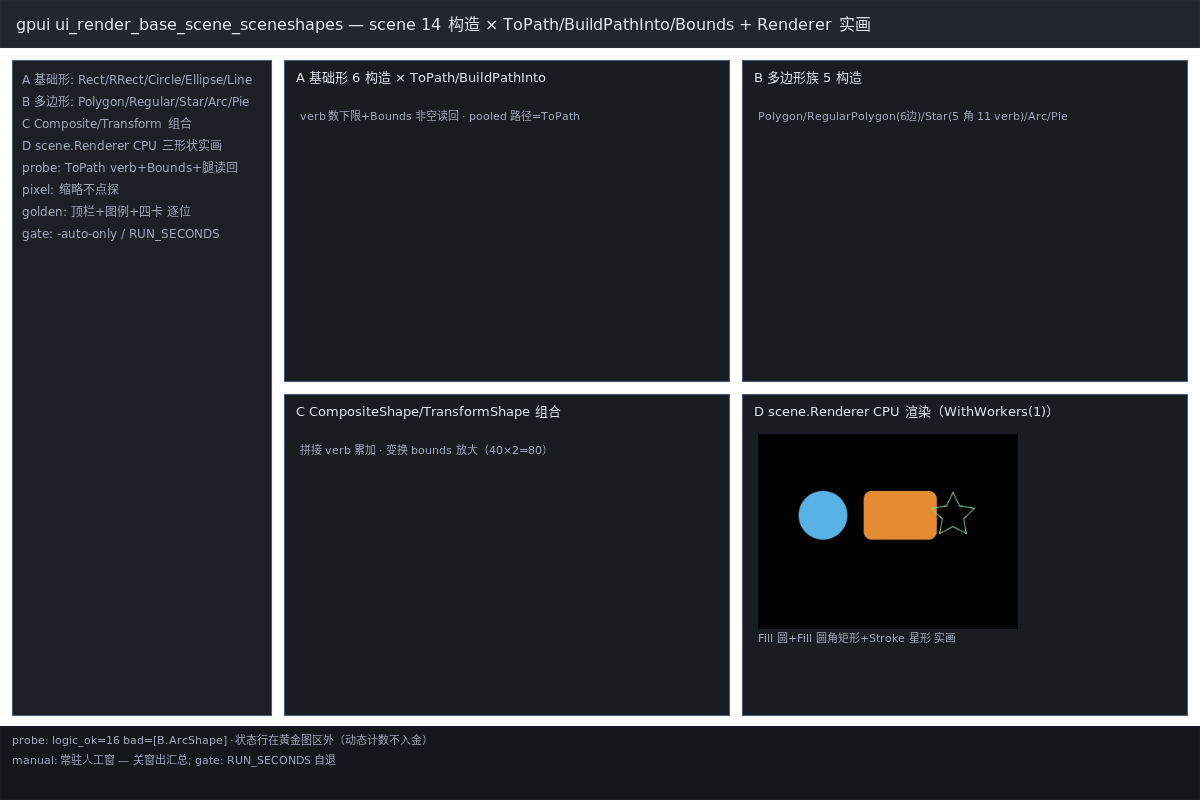 gpui ui_render_base_scene_sceneshapes — scene 14 构造 × ToPath/BuildPathInto/Bounds + Renderer 实画
A 基础形: Rect/RRect/Circle/Ellipse/Line
B 多边形: Polygon/Regular/Star/Arc/Pie
C Composite/Transform 组合
D scene.Renderer CPU 三形状实画
probe: ToPath verb+Bounds+腿读回
pixel: 缩略不点探
golden: 顶栏+图例+四卡 逐位
gate: -auto-only / RUN_SECONDS
A 基础形 6 构造 × ToPath/BuildPathInto
verb 数下限+Bounds 非空读回 · pooled 路径=ToPath
B 多边形族 5 构造
Polygon/RegularPolygon(6边)/Star(5 角 11 verb)/Arc/Pie
C CompositeShape/TransformShape 组合
拼接 verb 累加 · 变换 bounds 放大（40×2=80）
D scene.Renderer CPU 渲染（WithWorkers(1)）
Fill 圆+Fill 圆角矩形+Stroke 星形 实画
probe: logic_ok=16 bad=[B.ArcShape] · 状态行在黄金图区外（动态计数不入金）
manual: 常驻人工窗 — 关窗出汇总; gate: RUN_SECONDS 自退